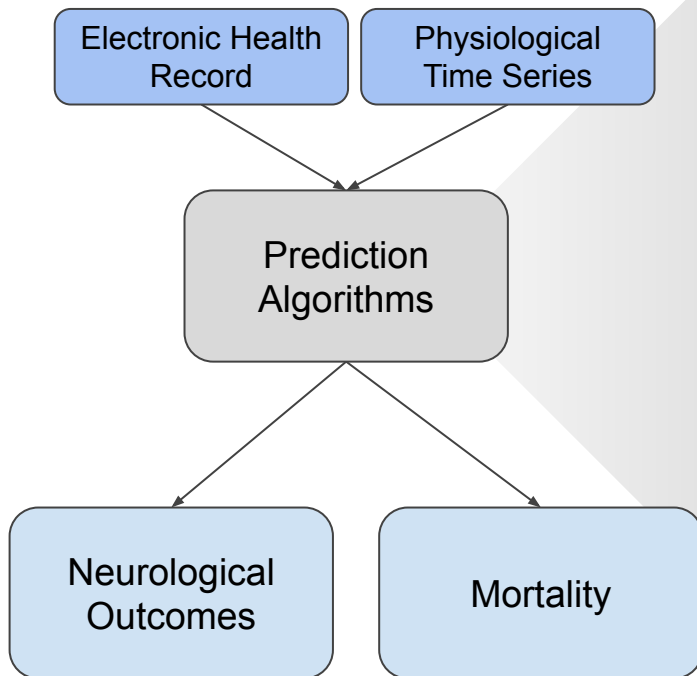 Electronic Health
Record
Physiological
Time Series
Prediction
Algorithms
Neurological
Outcomes
Mortality